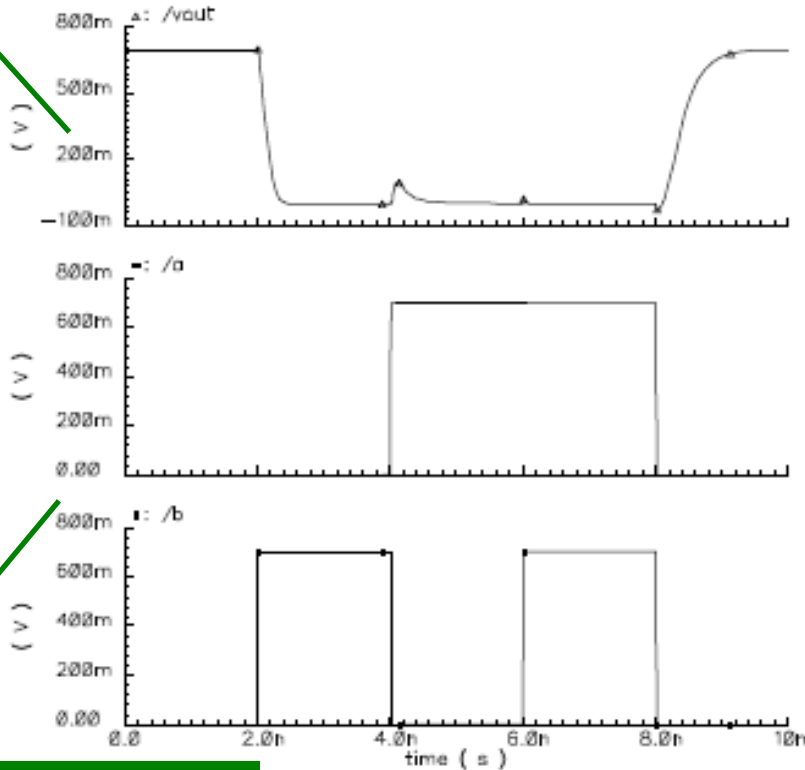 800m
▵: /vout
500m
( V )
200m
-100m
800m
-: /a
600m
( V )
400m
200m
0.00
800m
▮: /b
600m
( V )
400m
200m
0.00
0.0 2.0n 4.0n 6.0n 8.0n 10n
time ( s )